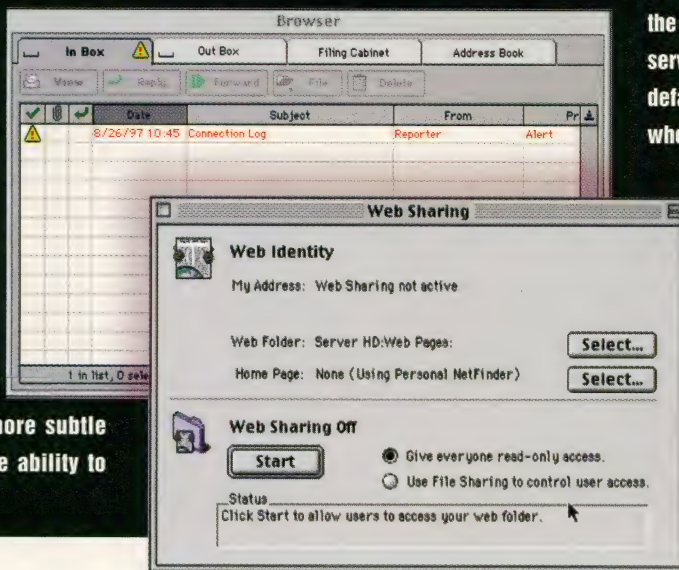 Browser
In Box
Out Box
Filing Cabinet
Address Book
View
Reply
Forward
File
Delete
Date
Subject
From
Pr
8/26/97 10:45
Connection Log
Reporter
Alert
1 in list, 0 sele
the
serv
defa
whe
Web Sharing
Web Identity
My Address: Web Sharing not active
Web Folder: Server HD:Web Pages:
Select...
Home Page: None (Using Personal NetFinder)
Select...
Web Sharing Off
Start
Give everyone read-only access.
Use File Sharing to control user access.
Status
Click Start to allow users to access your web folder.
nore subtle
e ability to